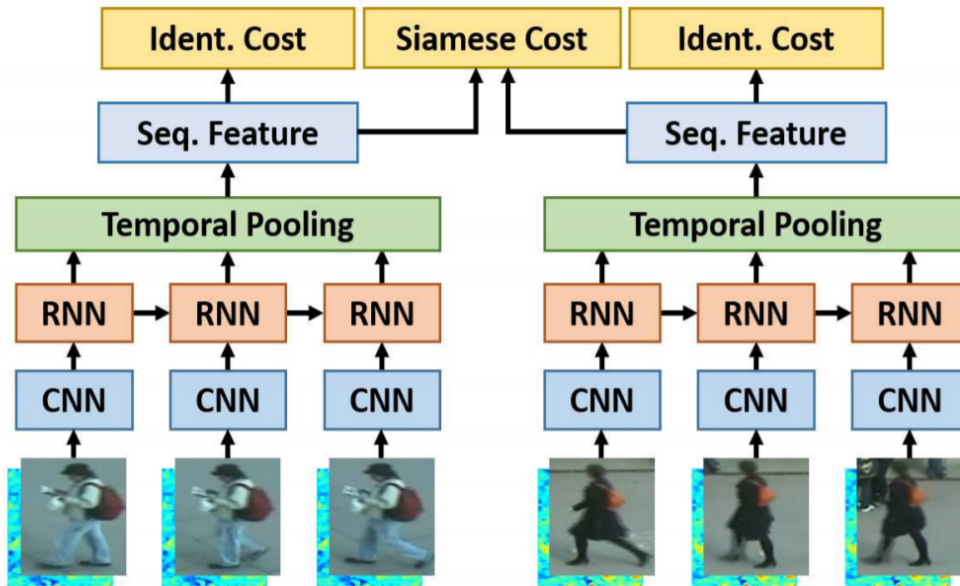 Ident. Cost
Siamese Cost
Ident. Cost
Seq. Feature
Seq. Feature
Temporal Pooling
Temporal Pooling
RNN
RNN
RNN
RNN
RNN
RNN
CNN
CNN
CNN
CNN
CNN
CNN